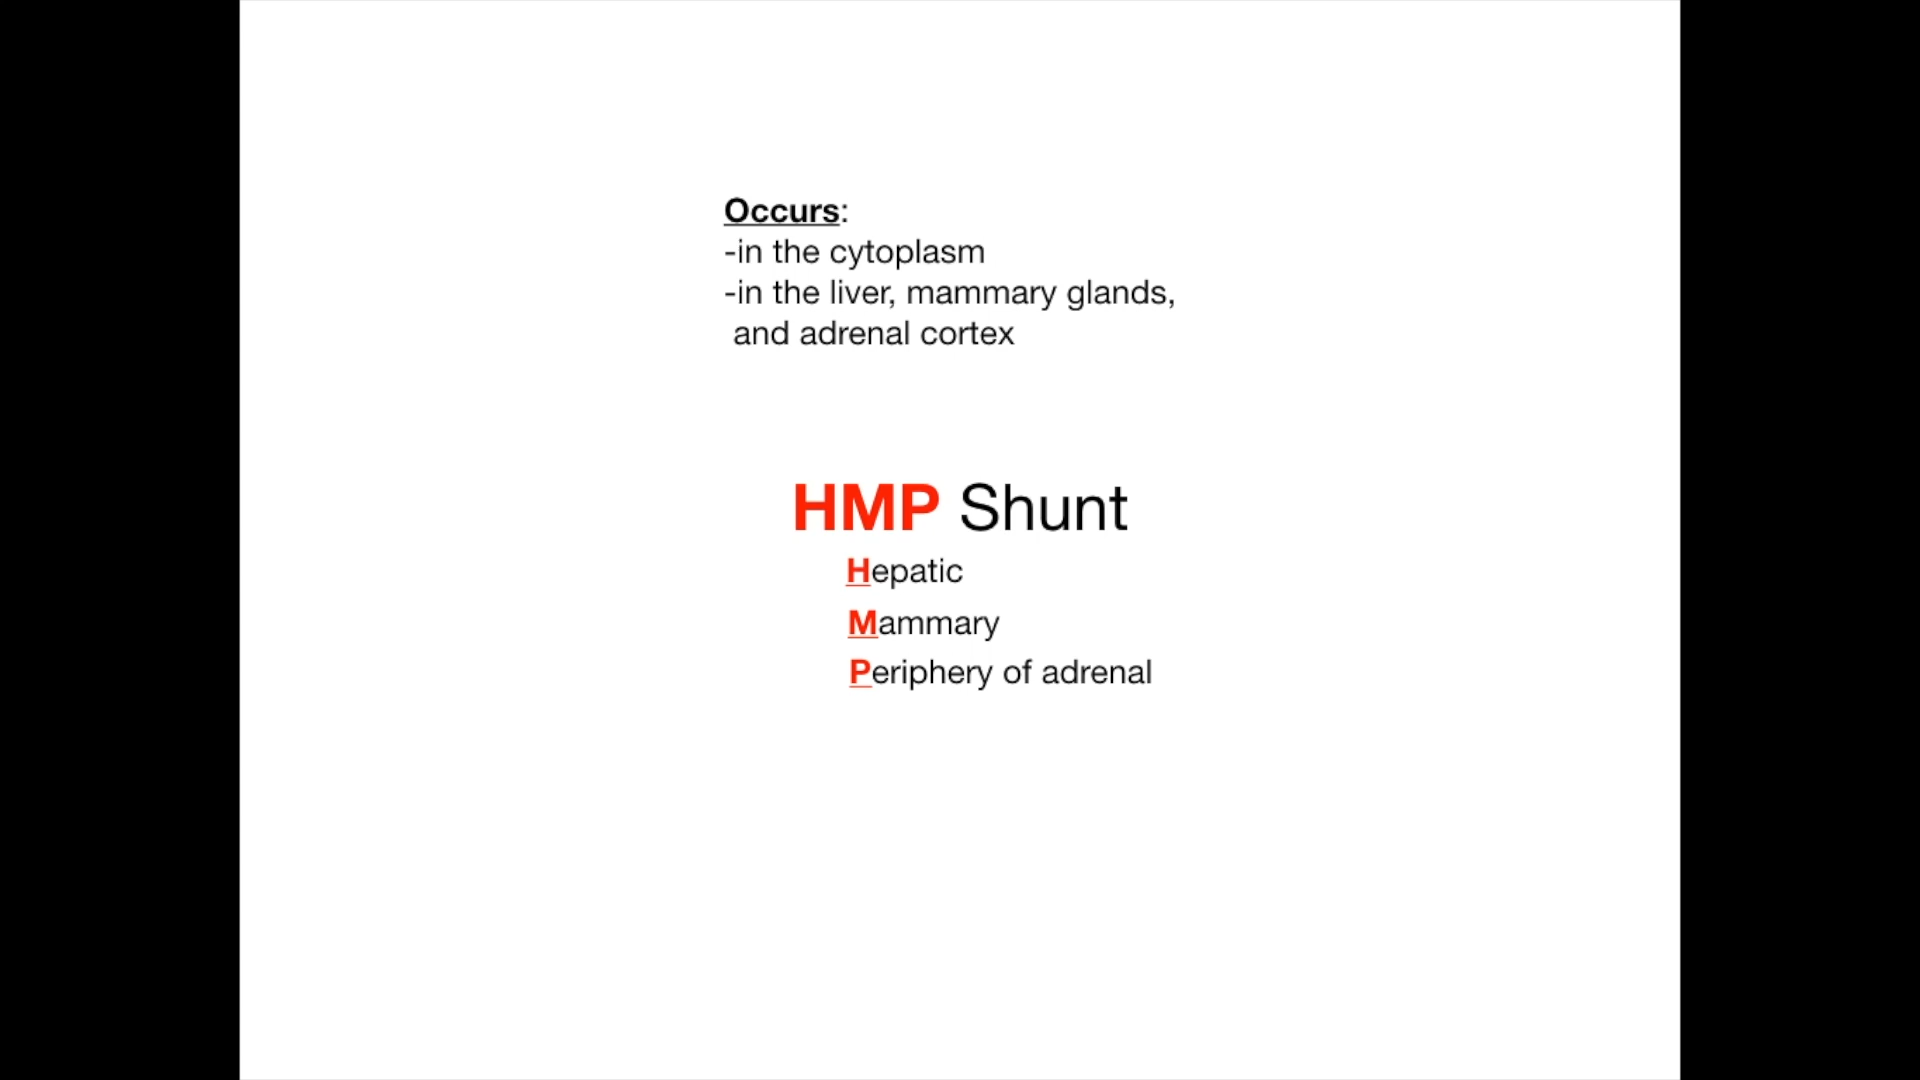 Occurs:
-in the cytoplasm
-in the liver, mammary glands,
and adrenal cortex
HMP Shunt
Hepatic
Mammary
Periphery of adrenal